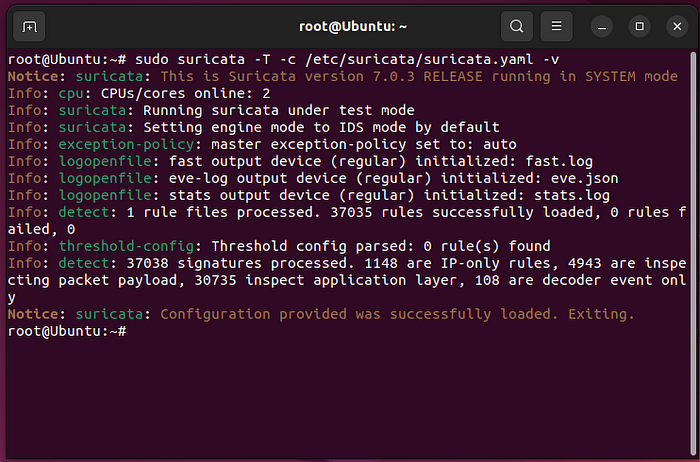 root@Ubuntu: ~
root@Ubuntu:~# sudo suricata -T -c /etc/suricata/suricata.yaml -v
Notice: suricata: This is Suricata version 7.0.3 RELEASE running in SYSTEM mode
Info: cpu: CPUs/cores online: 2
Info: suricata: Running suricata under test mode
Info: suricata: Setting engine mode to IDS mode by default
Info: exception-policy: master exception-policy set to: auto
Info: logopenfile: fast output device (regular) initialized: fast.log
Info: logopenfile: eve-log output device (regular) initialized: eve.json
Info: logopenfile: stats output device (regular) initialized: stats.log
Info: detect: 1 rule files processed. 37035 rules successfully loaded, 0 rules f
ailed, 0
Info: threshold-config: Threshold config parsed: 0 rule(s) found
Info: detect: 37038 signatures processed. 1148 are IP-only rules, 4943 are inspe
cting packet payload, 30735 inspect application layer, 108 are decoder event onl
y
Notice: suricata: Configuration provided was successfully loaded. Exiting.
root@Ubuntu:~#